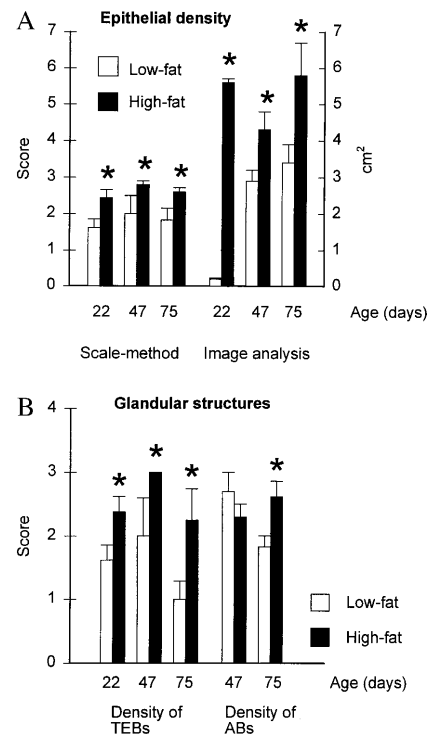 A
Epithelial density
7 7
6 6
5 5
4 4
3 3
2 2
1 1
0 0
Score
cm²
Low-fat
High-fat
* * * * * *
22 47 75 22 47 75 Age (days)
Scale-method Image analysis
B
Glandular structures
4
3
2
1
0
Score
* * * *
Low-fat
High-fat
22 47 75 47 75 Age (days)
Density of Density of
TEBs ABs